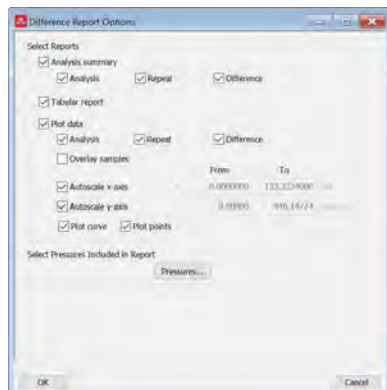 Difference Report Options
Select Reports
Analysis summary
Analysis Repeat Difference
Tabular report
Plot data
Analysis Repeat Difference
Overlay samples
From To
Autoscale x-axis 0.0000000
Autoscale y-axis 0.00000
Plot curve Plot points
Select Pressures Included in Report
Pressures...
OK Cancel